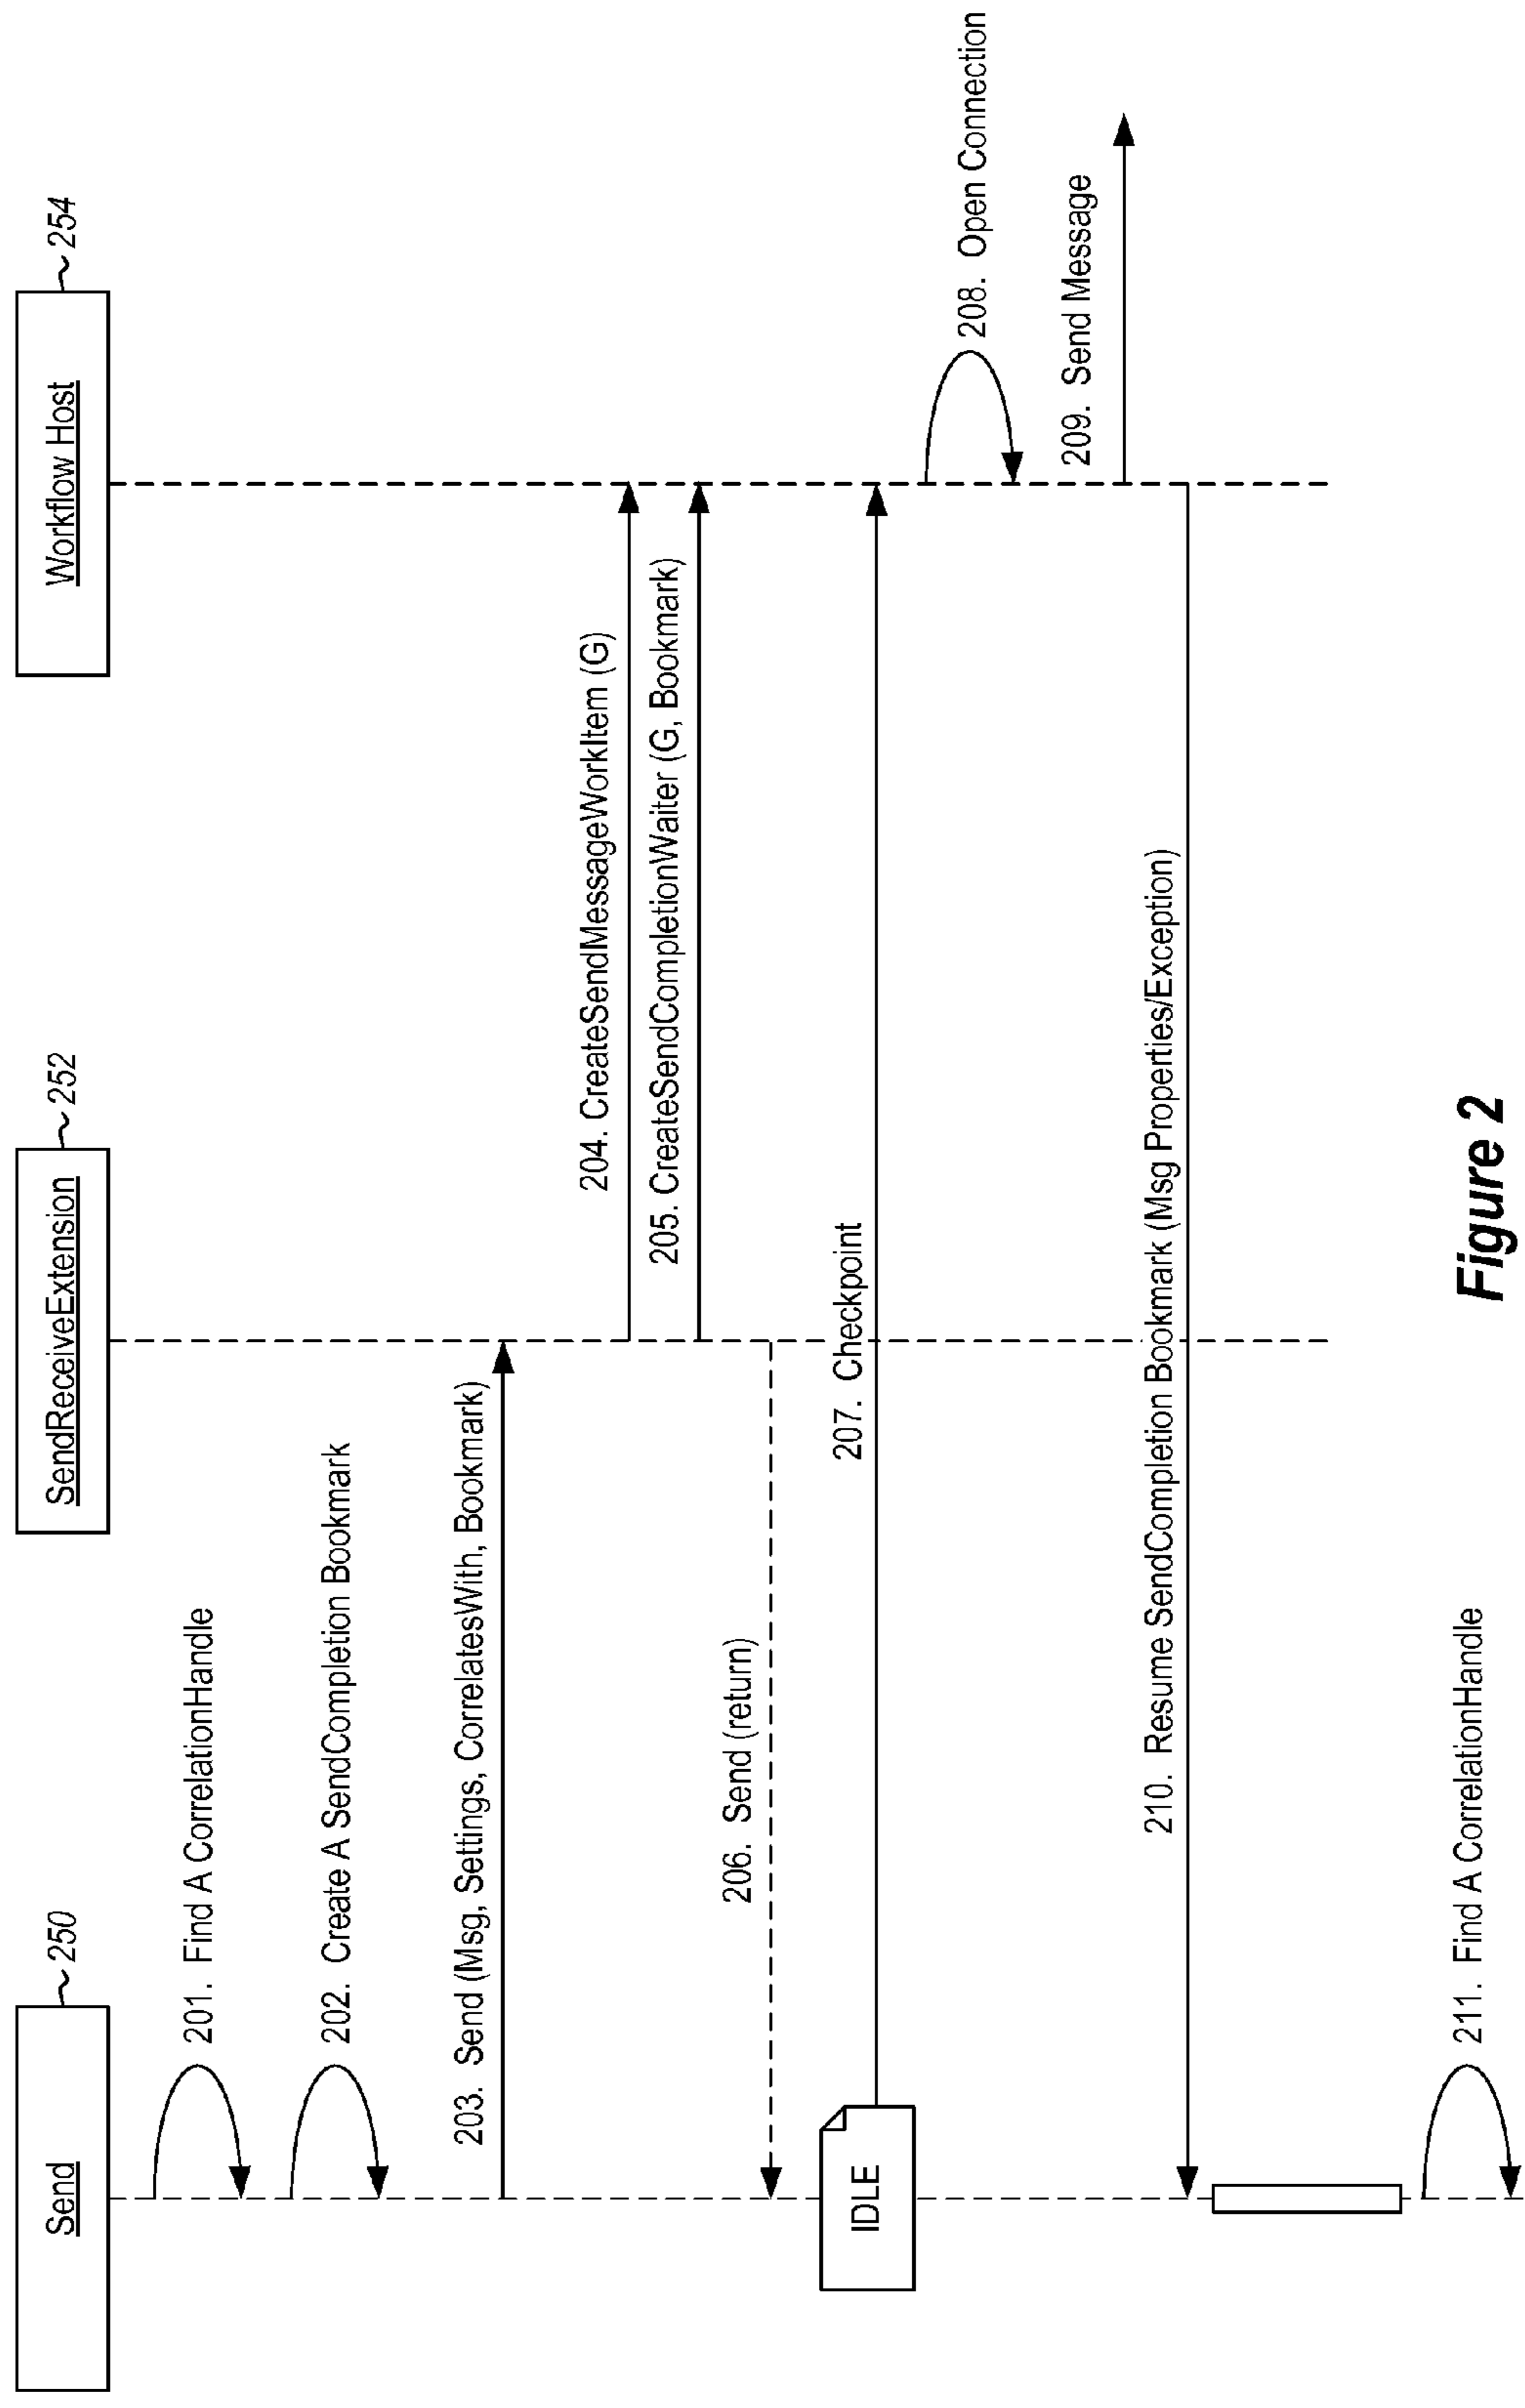 Send
250
SendReceiveExtension
252
Workflow Host
254
201. Find A CorrelationHandle
202. Create A SendCompletion Bookmark
203. Send (Msg, Settings, CorrelatesWith, Bookmark)
204. CreateSendMessageWorkItem (G)
205. CreateSendCompletionWaiter (G, Bookmark)
206. Send (return)
IDLE
207. Checkpoint
208. Open Connection
209. Send Message
210. Resume SendCompletion Bookmark (Msg Properties/Exception)
211. Find A CorrelationHandle
Figure 2